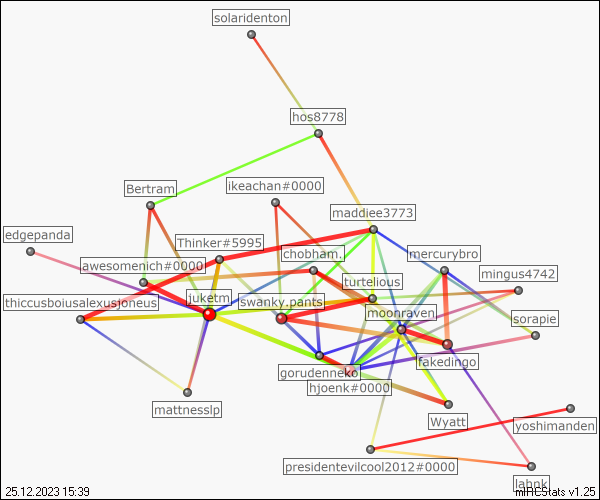 solaridenton
hos8778
Bertram
ikeachan#0000
maddiee3773
edgepanda
Thinker#5995
chobham.
mercurybro
awesomenich#0000
turtelious
mingus4742
thiccusboiusalexusjoneus
juketm
swanky.pants
moonraven
sorapie
gorudenneko
fakedingo
hjoenk#0000
mattnesslp
Wyatt
yoshimanden
presidentevilcool2012#0000
lahnk
25.12.2023 15:39
mIRCStats v1.25